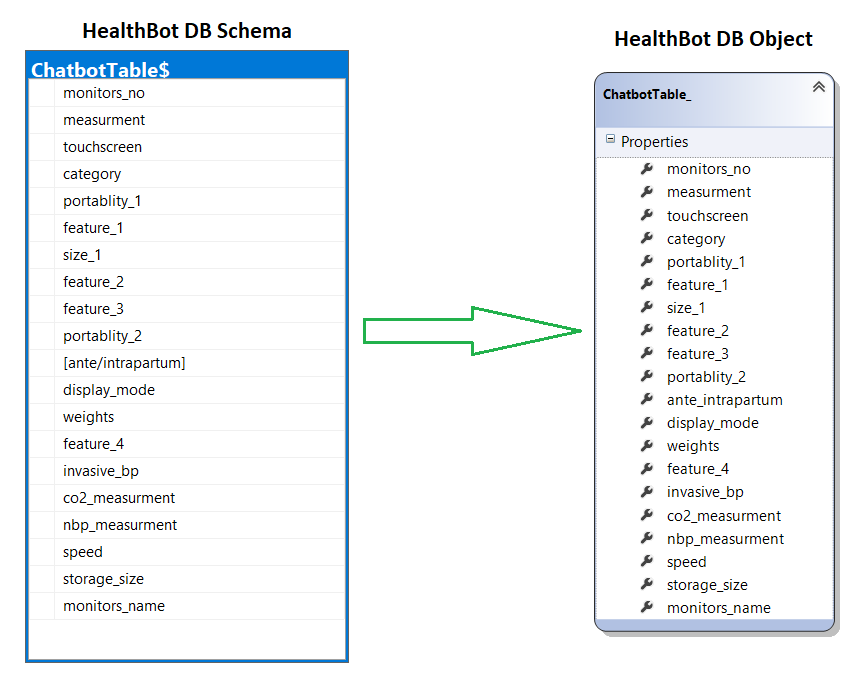 HealthBot DB Schema
ChatbotTable$
monitors_no
measurment
touchscreen
category
portablity_1
feature_1
size_1
feature_2
feature_3
portablity_2
[ante/intrapartum]
display_mode
weights
feature_4
invasive_bp
co2_measurment
nbp_measurment
speed
storage_size
monitors_name
HealthBot DB Object
ChatbotTable_
Properties
monitors_no
measurment
touchscreen
category
portablity_1
feature_1
size_1
feature_2
feature_3
portablity_2
ante_intrapartum
display_mode
weights
feature_4
invasive_bp
co2_measurment
nbp_measurment
speed
storage_size
monitors_name